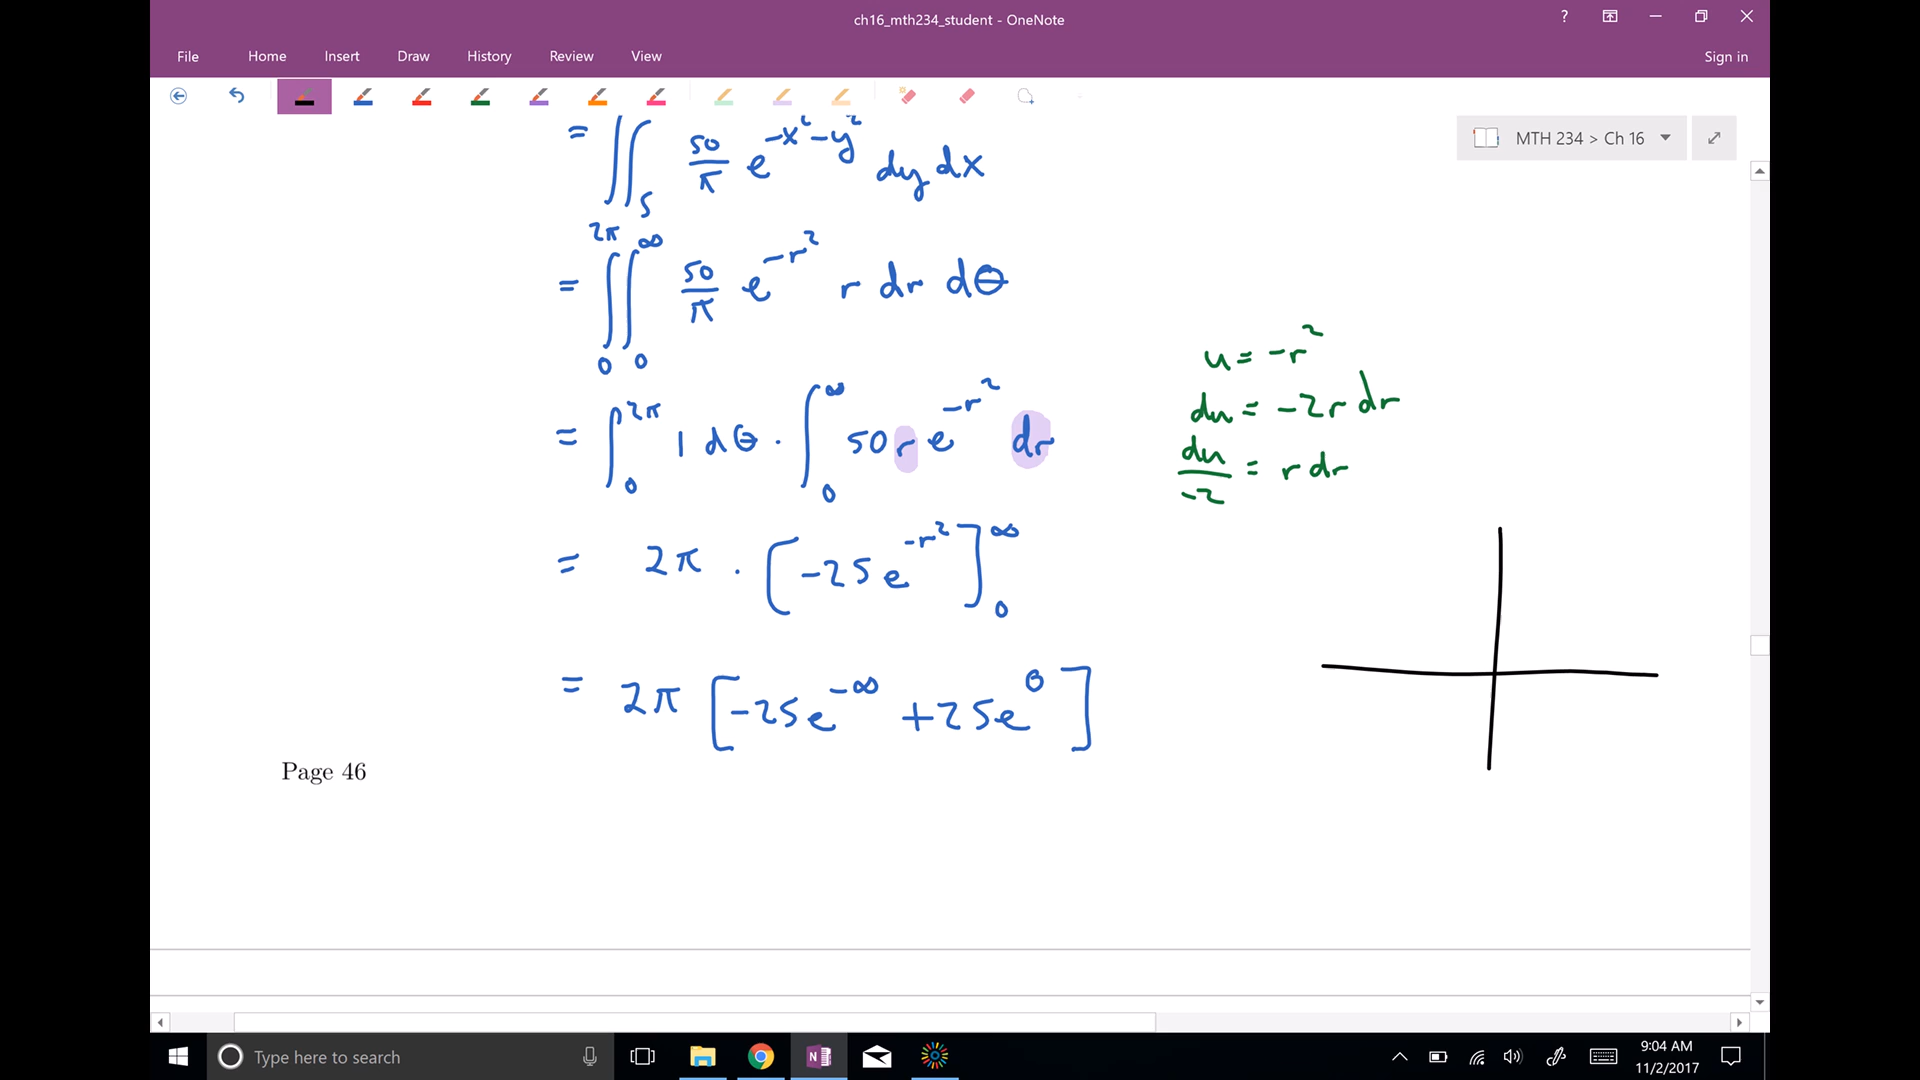 ch16_mth234_student - OneNote
?
File Home Insert Draw History Review View Sign in
MTH 234 > Ch 16
= ∬_S 50/π e^{-x²-y²} dy dx
= ∫_0^{2π} ∫_0^∞ 50/π e^{-r²} r dr dθ
u = -r²
du = -2r dr
du/-2 = r dr
= ∫_0^{2π} 1 dθ · ∫_0^∞ 50 r e^{-r²} dr
= 2π · [-25e^{-r²}]_0^∞
= 2π [-25e^{-∞} + 25e^0]
Page 46
Type here to search
9:04 AM
11/2/2017